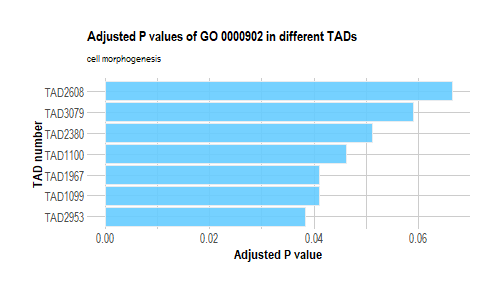 Adjusted P values of GO 0000902 in different TADs
cell morphogenesis
TAD number
TAD2608
TAD3079
TAD2380
TAD1100
TAD1967
TAD1099
TAD2953
0.00 0.02 0.04 0.06
Adjusted P value